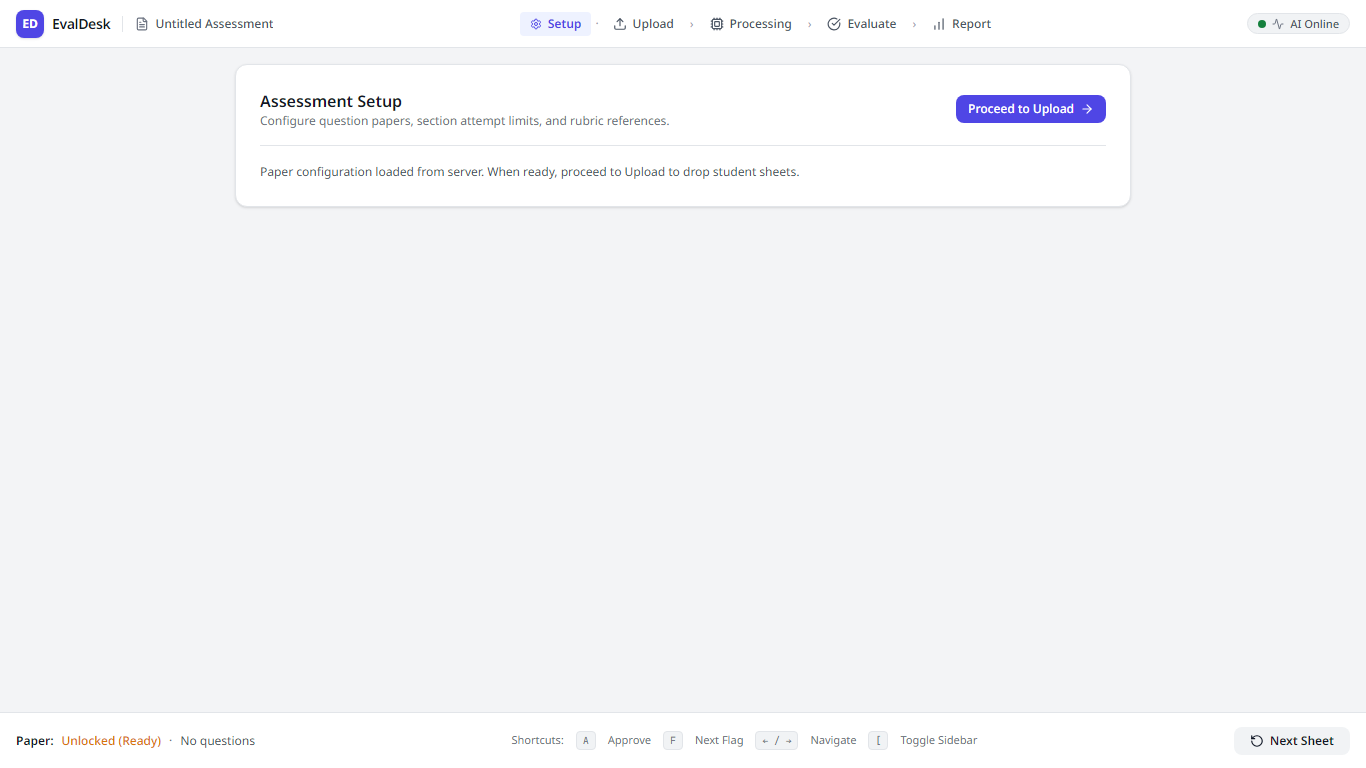 ED EvalDesk Untitled Assessment Setup · Upload › Processing › Evaluate › Report AI Online
Assessment Setup
Proceed to Upload →
Configure question papers, section attempt limits, and rubric references.
Paper configuration loaded from server. When ready, proceed to Upload to drop student sheets.
Paper: Unlocked (Ready) · No questions Shortcuts: A Approve F Next Flag ← / → Navigate [ Toggle Sidebar Next Sheet